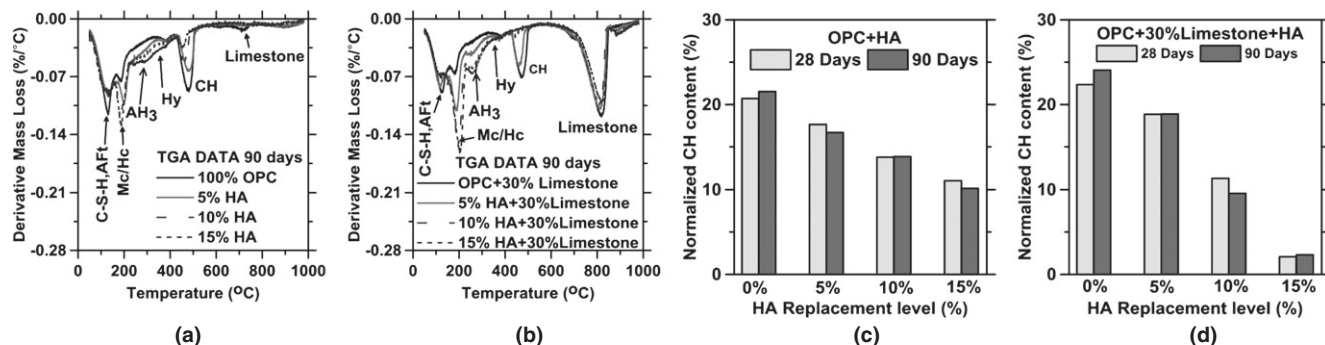 Derivative Mass Loss (%/°C)
0.00
-0.07
-0.14
-0.21
-0.28
Limestone
CH
Hy
AH3
C-S-H,AFt
Mc/Hc
TGA DATA 90 days
100% OPC
5% HA
10% HA
15% HA
0 200 400 600 800 1000
Temperature (OC)
(a)
Derivative Mass Loss (%/°C)
0.00
-0.07
-0.14
-0.21
-0.28
CH
Hy
AH3
Mc/Hc
Limestone
C-S-H,AFt
TGA DATA 90 days
OPC+30% Limestone
5% HA+30%Limestone
10% HA+30%Limestone
15% HA+30%Limestone
0 200 400 600 800 1000
Temperature (OC)
(b)
Normalized CH content (%)
30
20
10
0
OPC+HA
28 Days 90 Days
0% 5% 10% 15%
HA Replacement level (%)
(c)
Normalized CH content (%)
30
20
10
0
OPC+30%Limestone+HA
28 Days 90 Days
0% 5% 10% 15%
HA Replacement level (%)
(d)